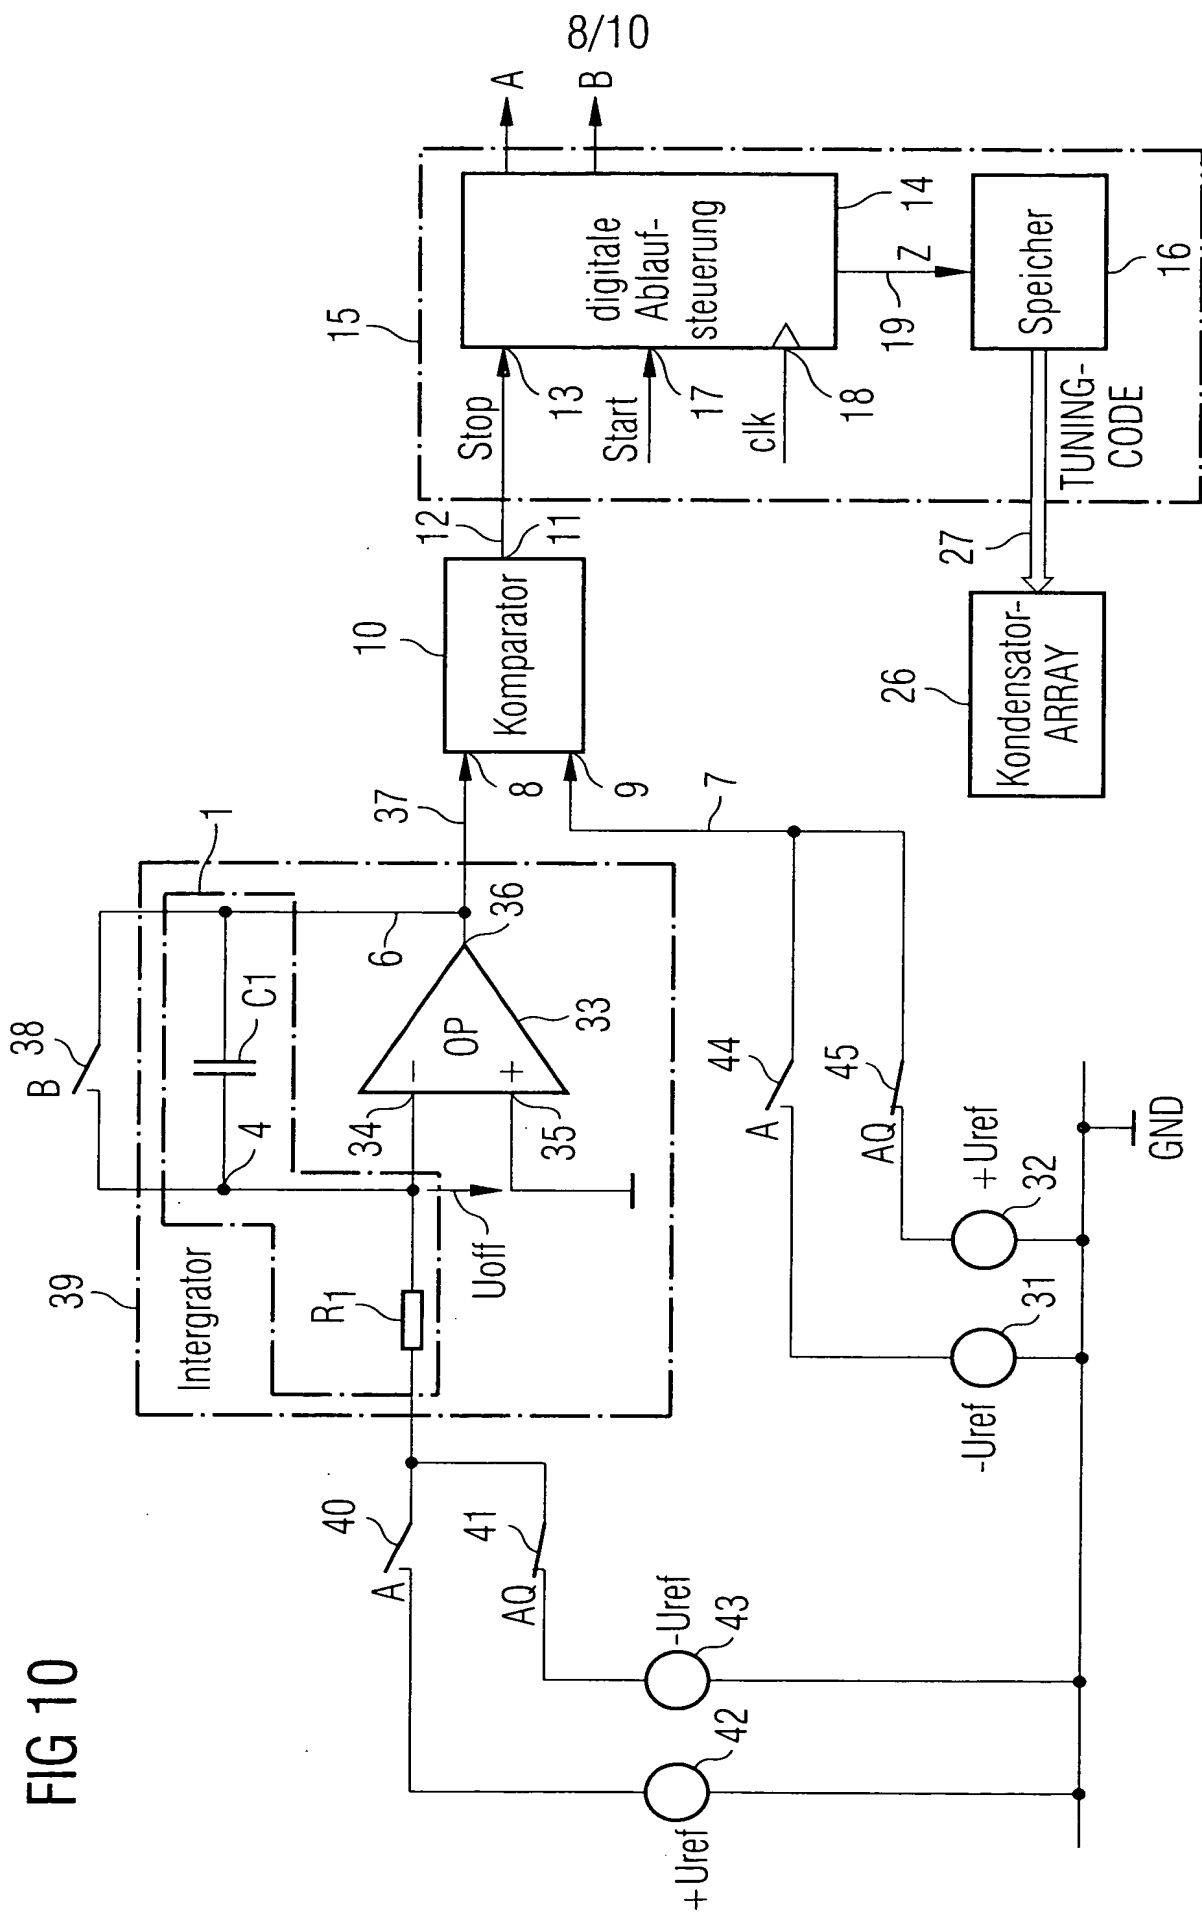 8/10
FIG 10
39
Intergrator
1
B
38
C1
4
6
R1
Uoff
34
35
OP
-
+
33
36
37
8
9
7
10
Komparator
11
12
Stop
13
Start
17
clk
18
15
digitale
Ablauf-
steuerung
A
B
14
19
Z
Speicher
16
TUNING-
CODE
27
26
Kondensator-
ARRAY
40
A
41
AQ
+Uref
42
-Uref
43
44
A
45
AQ
-Uref
31
+Uref
32
GND